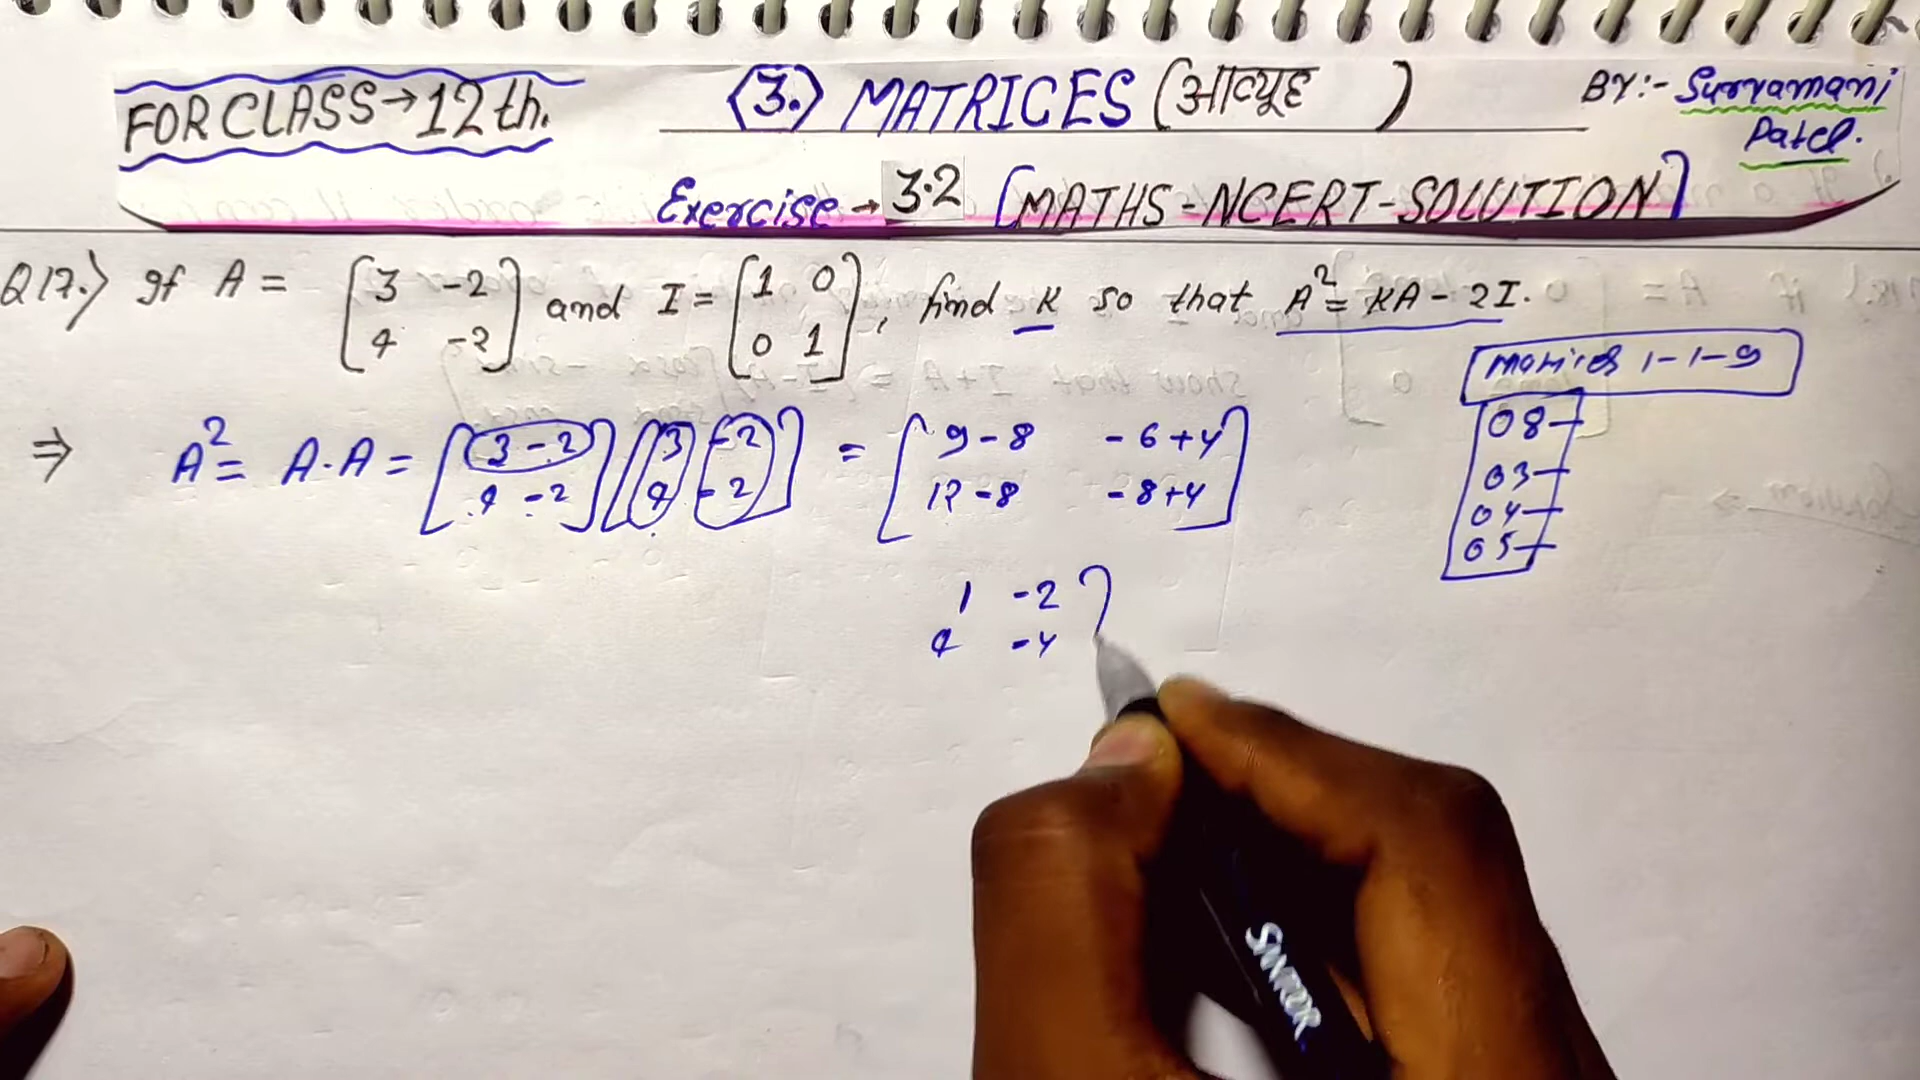 FOR CLASS → 12th.
(3.) MATRICES (आव्यूह )
BY:- Suryamani Patel.
Exercise → 3.2 [MATHS-NCERT-SOLUTION]
Q17.) If A = [3 -2 and I = [1 0 , find K so that A² = KA - 2I.
4 -2] 0 1]
Matrices 1-1-9
08-
03-
04-
05-
⇒ A² = A·A = [3 -2 [3 -2 = [9-8 -6+4
4 -2] 4 -2] 12-8 -8+4]
1 -2
4 -4